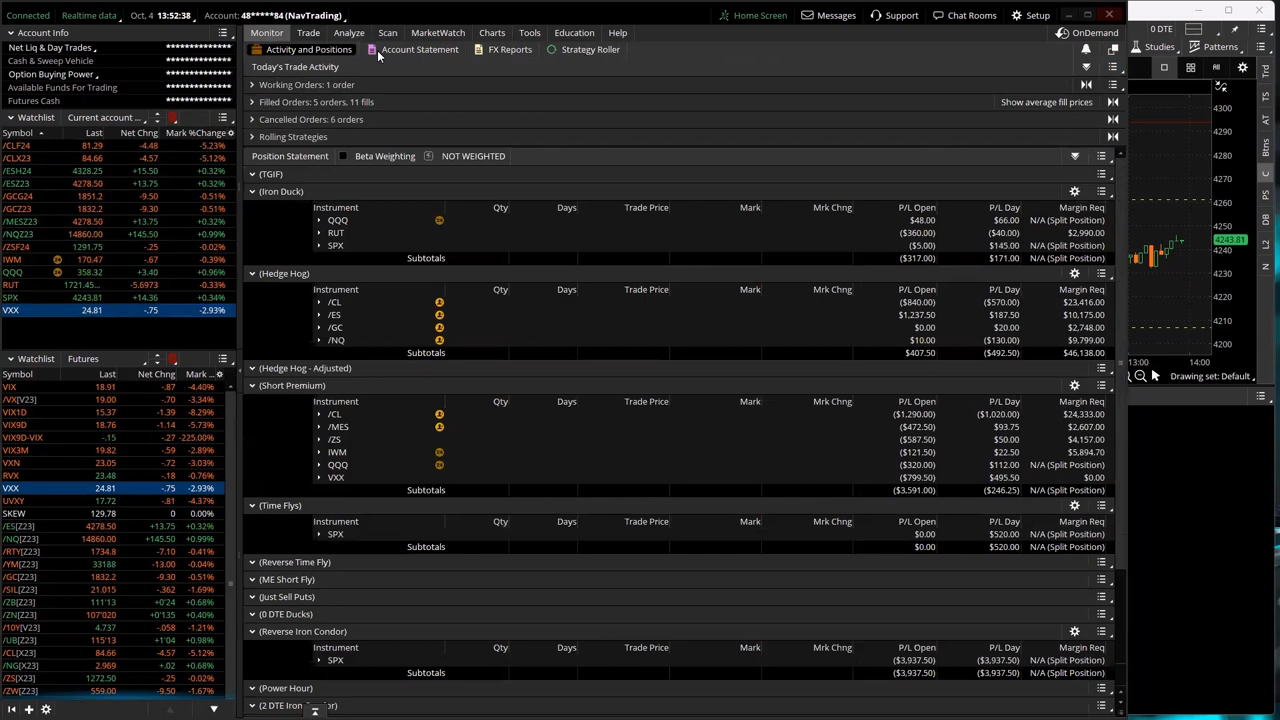 Connected Realtime data Oct, 4 13:52:38 Account: 48*****84 (NavTrading) Home Screen Messages Support Chat Rooms Setup
Account Info Monitor Trade Analyze Scan MarketWatch Charts Tools Education Help OnDemand 0 DTE
Net Liq & Day Trades ****************** Activity and Positions Account Statement FX Reports Strategy Roller Studies Patterns
Cash & Sweep Vehicle ******************
Option Buying Power ****************** Today's Trade Activity All
Available Funds For Trading ****************** Working Orders: 1 order
Futures Cash ****************** Filled Orders: 5 orders, 11 fills Show average fill prices
Watchlist Current account ... Cancelled Orders: 6 orders
Symbol Last Net Chng Mark %Change Rolling Strategies
/CLF24 81.29 -4.48 -5.23%
/CLX23 84.66 -4.57 -5.12% Position Statement Beta Weighting NOT WEIGHTED
/ESH24 4328.25 +15.50 +0.32% (TGIF)
/ESZ23 4278.50 +13.75 +0.32% (Iron Duck)
/GCG24 1851.2 -9.50 -0.51% Instrument Qty Days Trade Price Mark Mrk Chng P/L Open P/L Day Margin Req
/GCZ23 1832.2 -9.30 -0.51% QQQ $48.00 $66.00 N/A (Split Position)
/MESZ23 4278.50 +13.75 +0.32% RUT ($360.00) ($40.00) $2,990.00
/NQZ23 14860.00 +145.50 +0.99% SPX ($5.00) $145.00 N/A (Split Position)
/ZSF24 1291.75 -.25 -0.02% Subtotals ($317.00) $171.00 N/A (Split Position)
IWM 170.47 -.67 -0.39%
QQQ 358.32 +3.40 +0.96% (Hedge Hog)
RUT 1721.45... -5.6973 -0.33% Instrument Qty Days Trade Price Mark Mrk Chng P/L Open P/L Day Margin Req
SPX 4243.81 +14.36 +0.34% /CL ($840.00) ($570.00) $23,416.00
VXX 24.81 -.75 -2.93% /ES $1,237.50 $187.50 $10,175.00
/GC $0.00 $20.00 $2,748.00
/NQ $10.00 ($130.00) $9,799.00
Watchlist Futures Subtotals $407.50 ($492.50) $46,138.00
Symbol Last Net Chng Mark ... (Hedge Hog - Adjusted)
VIX 18.91 -.87 -4.40% (Short Premium)
/VX[V23] 19.00 -.70 -3.34% Instrument Qty Days Trade Price Mark Mrk Chng P/L Open P/L Day Margin Req
VIX1D 15.37 -1.39 -8.29% /CL ($1,290.00) ($1,020.00) $24,333.00
VIX9D 18.76 -1.14 -5.73% /MES ($472.50) $93.75 $2,607.00
VIX9D-VIX -.15 -.27 -225.00% /ZS ($587.50) $50.00 $4,157.00
VIX3M 19.82 -.59 -2.89% IWM ($121.50) $22.50 $5,894.70
VXN 23.05 -.72 -3.03% QQQ ($320.00) $112.00 N/A (Split Position)
RVX 23.48 -.18 -0.76% VXX ($799.50) $495.50 $0.00
VXX 24.81 -.75 -2.93% Subtotals ($3,591.00) ($246.25) N/A (Split Position)
UVXY 17.72 -.81 -4.37% (Time Flys)
SKEW 129.78 0 0.00% Instrument Qty Days Trade Price Mark Mrk Chng P/L Open P/L Day Margin Req
/ES[Z23] 4278.50 +13.75 +0.32% SPX $0.00 $520.00 N/A (Split Position)
/NQ[Z23] 14860.00 +145.50 +0.99% Subtotals $0.00 $520.00 N/A (Split Position)
/RTY[Z23] 1734.8 -7.10 -0.41%
/YM[Z23] 33188 -13.00 -0.04% (Reverse Time Fly)
/GC[Z23] 1832.2 -9.30 -0.51% (ME Short Fly)
/SIL[Z23] 21.015 -.362 -1.69% (Just Sell Puts)
/ZB[Z23] 111'13 +0'24 +0.68%
/ZN[Z23] 107'020 +0'135 +0.40% (0 DTE Ducks)
/10Y[V23] 4.737 -.058 -1.21% (Reverse Iron Condor)
/UB[Z23] 115'13 +1'04 +0.98% Instrument Qty Days Trade Price Mark Mrk Chng P/L Open P/L Day Margin Req
/CL[X23] 84.66 -4.57 -5.12% SPX ($3,937.50) ($3,937.50) N/A (Split Position)
/NG[X23] 2.969 +.02 +0.68% Subtotals ($3,937.50) ($3,937.50) N/A (Split Position)
/ZS[X23] 1272.50 -.25 -0.02%
/ZW[Z23] 559.00 -9.50 -1.67% (Power Hour)
(2 DTE Iron Condor)
4300
4290
4280
4270
4260
4250
4243.81
4230
4220
4210
4200
13:00 14:00
Drawing set: Default
Trd
TS
AT
Btns
C
PS
DB
L2
N